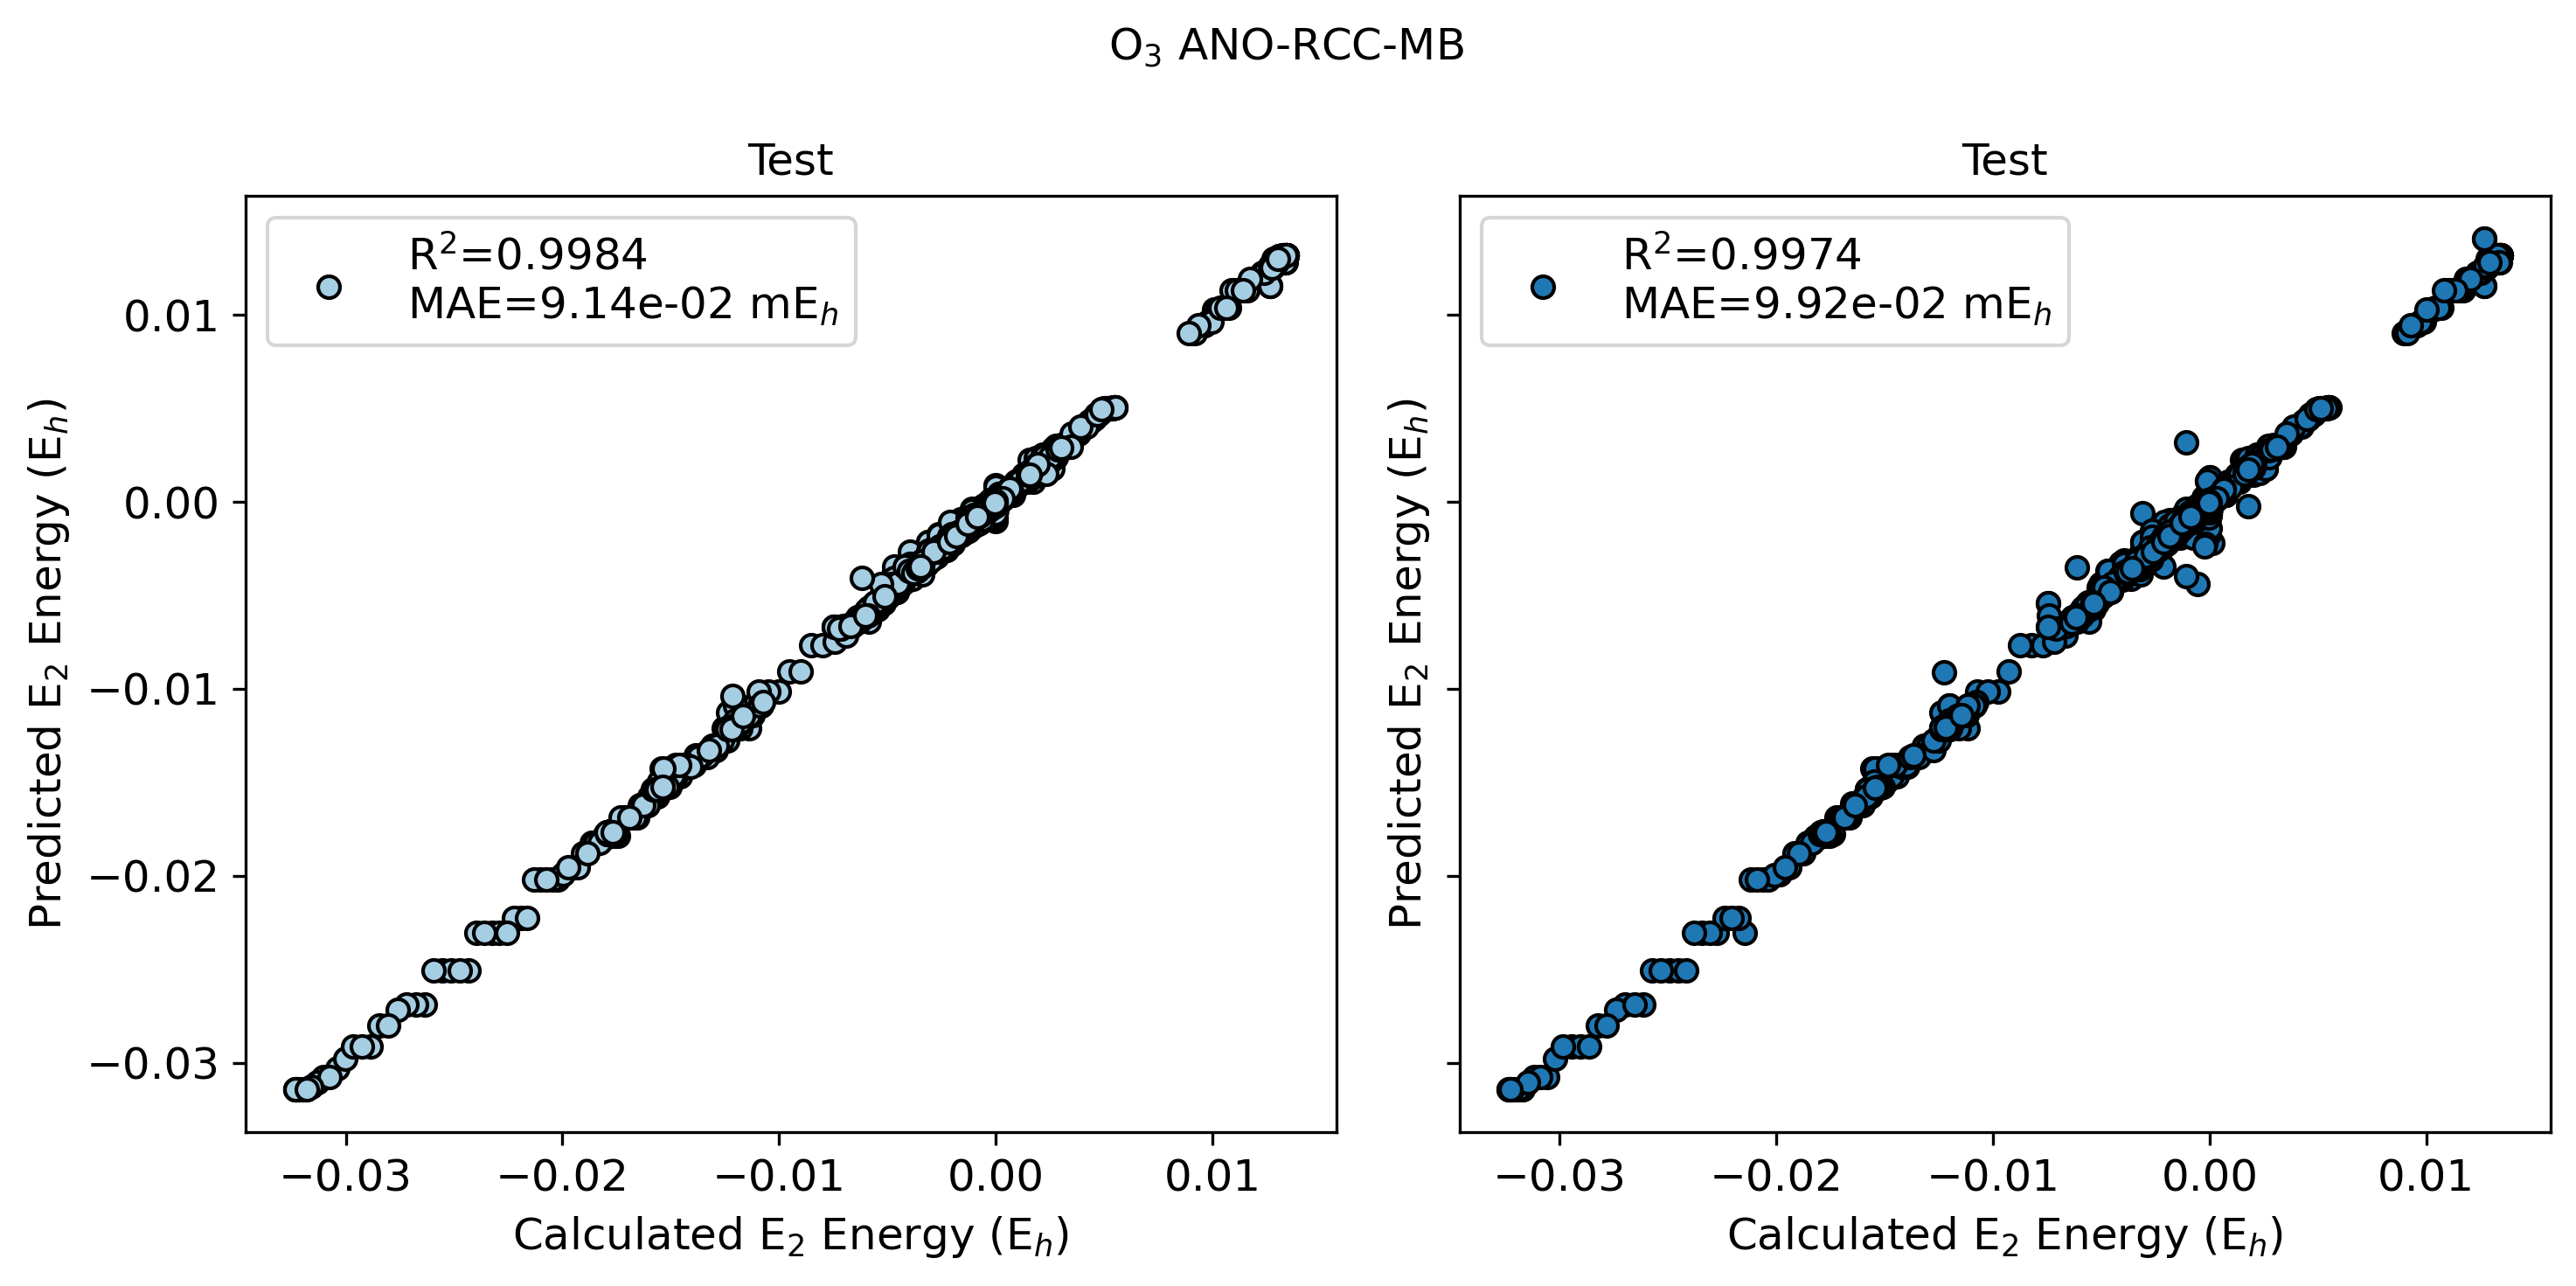 O₃ ANO-RCC-MB
Test
R²=0.9984
MAE=9.14e-02 mEₕ
Predicted E₂ Energy (Eₕ)
0.01
0.00
−0.01
−0.02
−0.03
−0.03 −0.02 −0.01 0.00 0.01
Calculated E₂ Energy (Eₕ)
Test
R²=0.9974
MAE=9.92e-02 mEₕ
Predicted E₂ Energy (Eₕ)
−0.03 −0.02 −0.01 0.00 0.01
Calculated E₂ Energy (Eₕ)